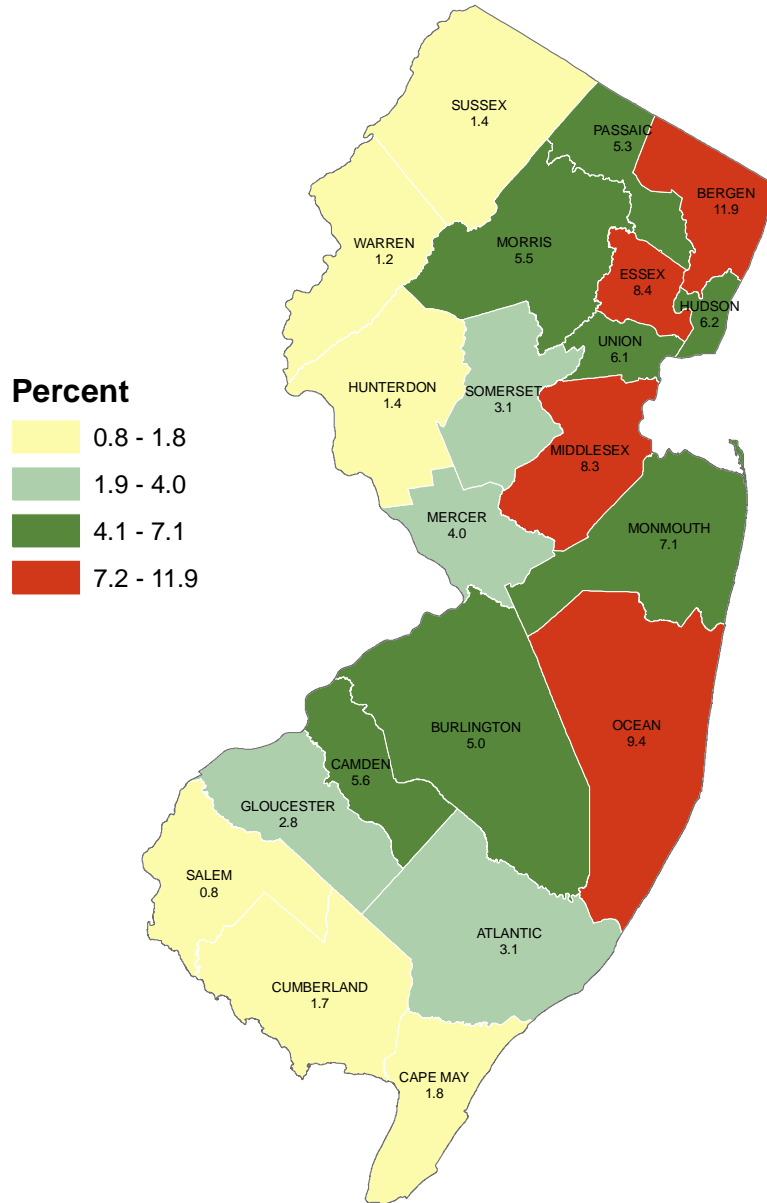 SUSSEX
1.4
PASSAIC
5.3
BERGEN
11.9
WARREN
1.2
MORRIS
5.5
ESSEX
8.4
HUDSON
6.2
UNION
6.1
HUNTERDON
1.4
SOMERSET
3.1
Percent
0.8 - 1.8
1.9 - 4.0
4.1 - 7.1
7.2 - 11.9
MIDDLESEX
8.3
MERCER
4.0
MONMOUTH
7.1
BURLINGTON
5.0
OCEAN
9.4
CAMDEN
5.6
GLOUCESTER
2.8
SALEM
0.8
ATLANTIC
3.1
CUMBERLAND
1.7
CAPE MAY
1.8